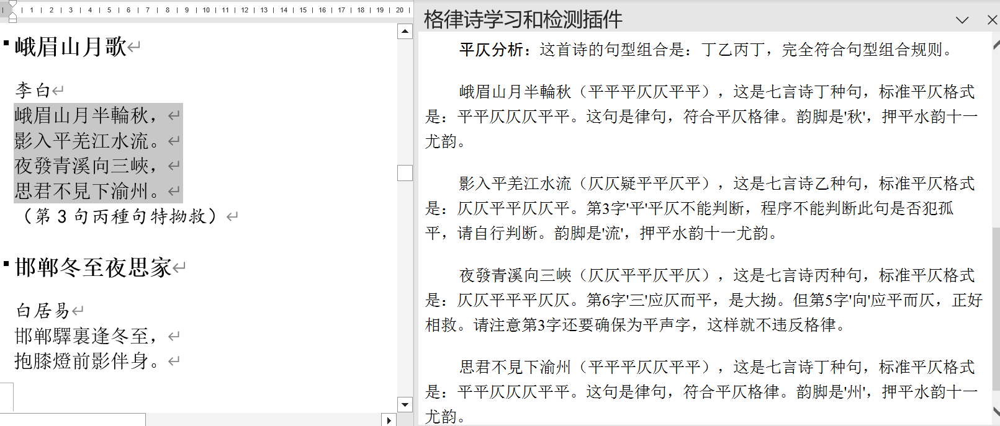 1 2 3 4 5 6 7 8 9 10 11 12 13 14 15 16 17 18 19 20
峨眉山月歌
李白
峨眉山月半輪秋，
影入平羌江水流。
夜發青溪向三峽，
思君不見下渝州。
（第3句丙種句特拗救）
邯郸冬至夜思家
白居易
邯郸驛裏逢冬至，
抱膝燈前影伴身。
格律诗学习和检测插件
平仄分析：这首诗的句型组合是：丁乙丙丁，完全符合句型组合规则。
峨眉山月半輪秋（平平平仄仄平平），这是七言诗丁种句，标准平仄格式
是：平平仄仄仄平平。这句是律句，符合平仄格律。韵脚是'秋'，押平水韵十一
尤韵。
影入平羌江水流（仄仄疑平平仄平），这是七言诗乙种句，标准平仄格式
是：仄仄平平仄仄平。第3字'平'平仄不能判断，程序不能判断此句是否犯孤
平，请自行判断。韵脚是'流'，押平水韵十一尤韵。
夜發青溪向三峽（仄仄平平仄平仄），这是七言诗丙种句，标准平仄格式
是：仄仄平平平仄仄。第6字'三'应仄而平，是大拗。但第5字'向'应平而仄，正好
相救。请注意第3字还要确保为平声字，这样就不违反格律。
思君不見下渝州（平平平仄仄平平），这是七言诗丁种句，标准平仄格式
是：平平仄仄仄平平。这句是律句，符合平仄格律。韵脚是'州'，押平水韵十一
尤韵。